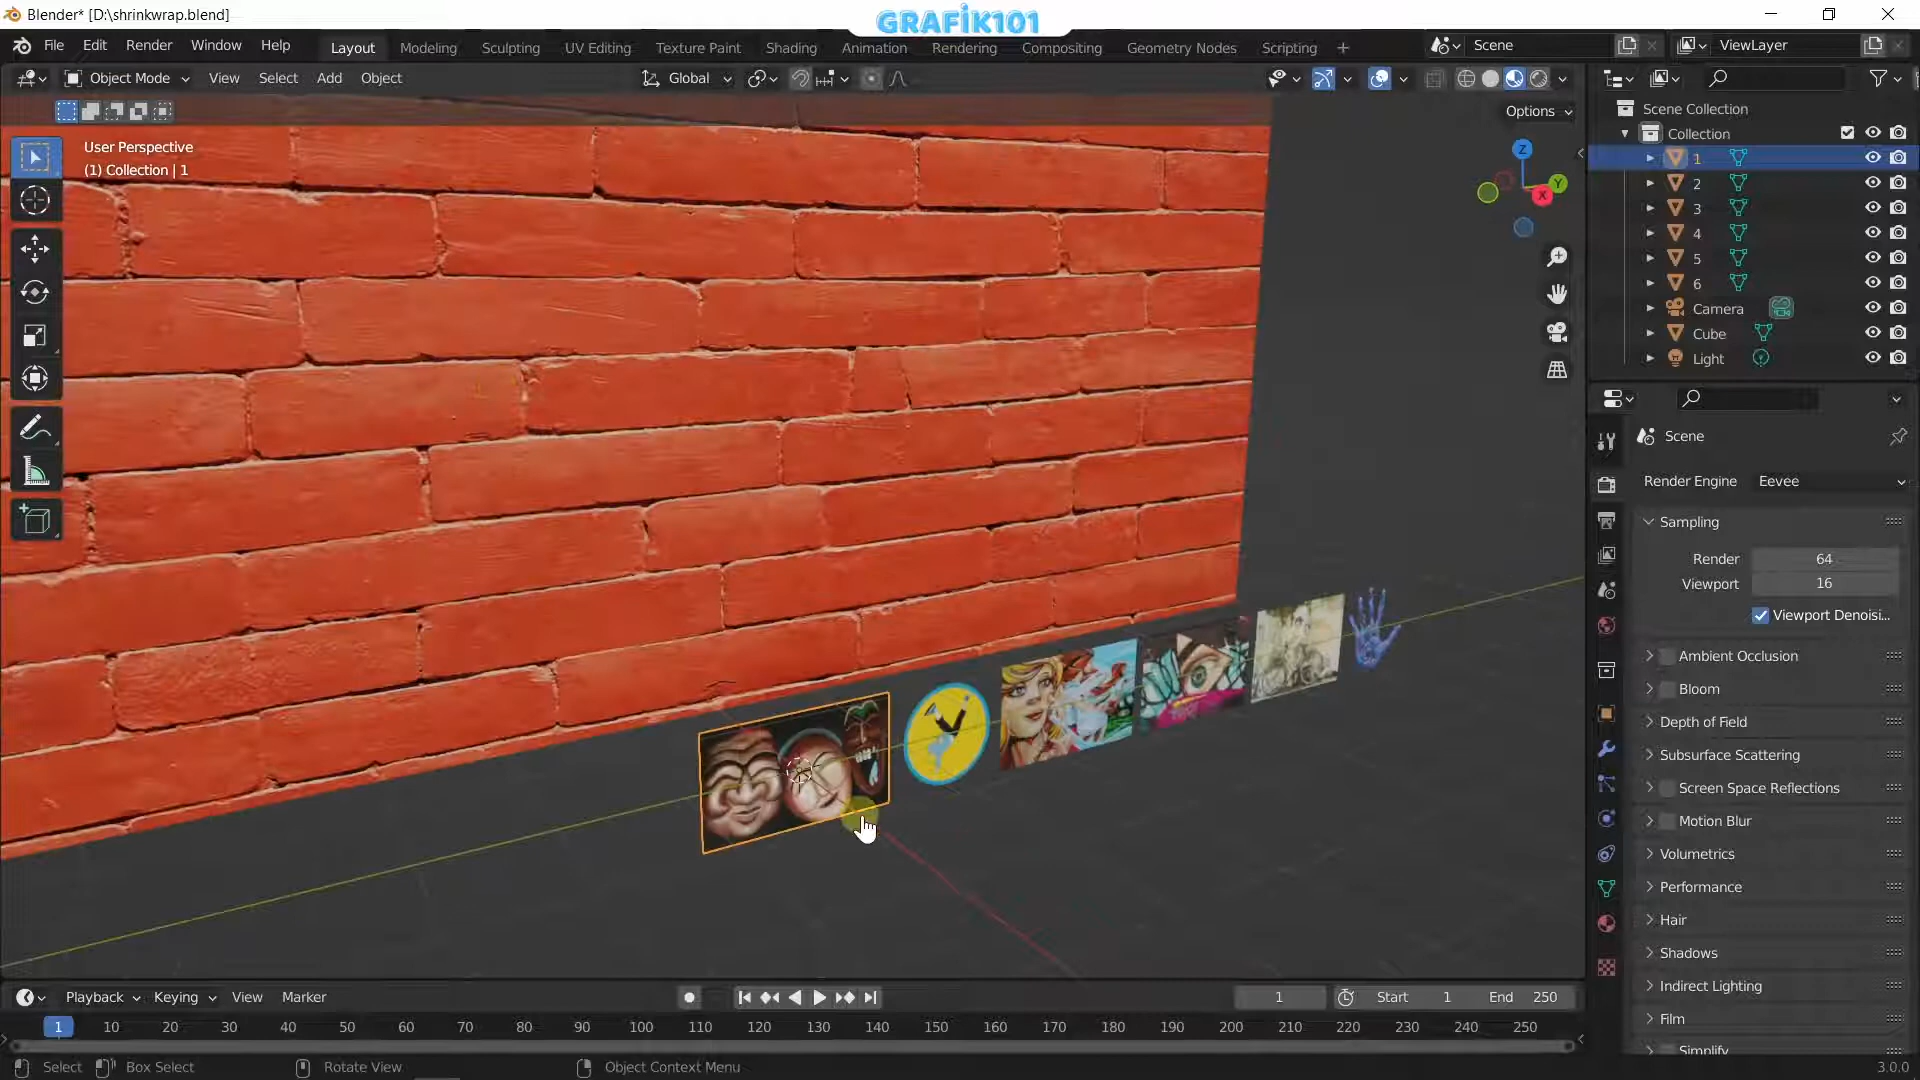 Blender* [D:\shrinkwrap.blend]
GRAFİK101
File Edit Render Window Help
Layout Modeling Sculpting UV Editing Texture Paint Shading Animation Rendering Compositing Geometry Nodes Scripting +
Scene
ViewLayer
Object Mode View Select Add Object
Global
Options
User Perspective
(1) Collection | 1
Z
Y
X
Scene Collection
Collection
1
2
3
4
5
6
Camera
Cube
Light
Scene
Render Engine Eevee
Sampling
Render 64
Viewport 16
Viewport Denoisi...
Ambient Occlusion
Bloom
Depth of Field
Subsurface Scattering
Screen Space Reflections
Motion Blur
Volumetrics
Performance
Hair
Shadows
Indirect Lighting
Film
Simplify
Playback Keying View Marker
1 Start 1 End 250
1 10 20 30 40 50 60 70 80 90 100 110 120 130 140 150 160 170 180 190 200 210 220 230 240 250
Select Box Select Rotate View Object Context Menu
3.0.0